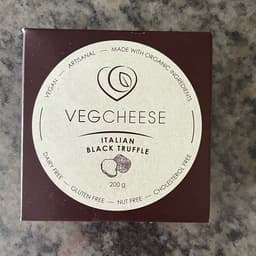 VEGAN — ARTISANAL — MADE WITH ORGANIC INGREDIENTS
VEGCHEESE
ITALIAN
BLACK TRUFFLE
200 g
DAIRY FREE — GLUTEN FREE — NUT FREE — CHOLESTEROL FREE